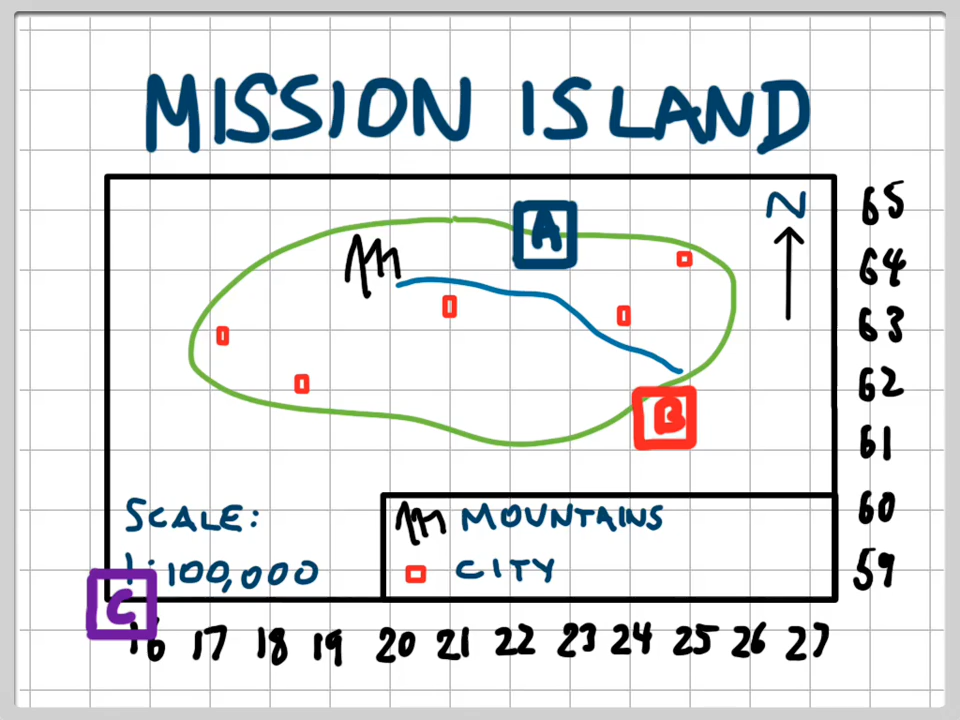 MISSION ISLAND
A
N
65
64
63
62
B
61
SCALE:
MOUNTAINS
60
1:100,000
CITY
59
C
16 17 18 19 20 21 22 23 24 25 26 27